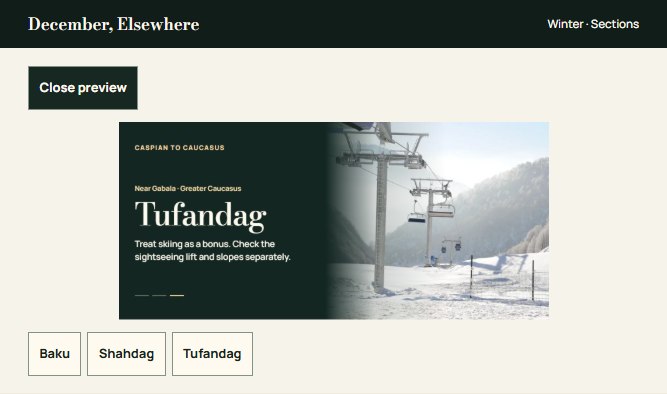 December, Elsewhere
Winter · Sections
Close preview
CASPIAN TO CAUCASUS
Near Gabala · Greater Caucasus
Tufandag
Treat skiing as a bonus. Check the
sightseeing lift and slopes separately.
Baku
Shahdag
Tufandag